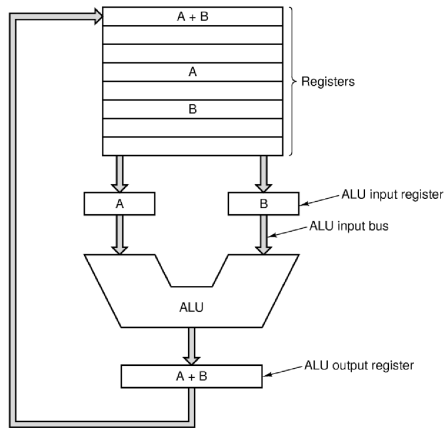 A + B
A
Registers
B
A
B
ALU input register
ALU input bus
ALU
A + B
ALU output register